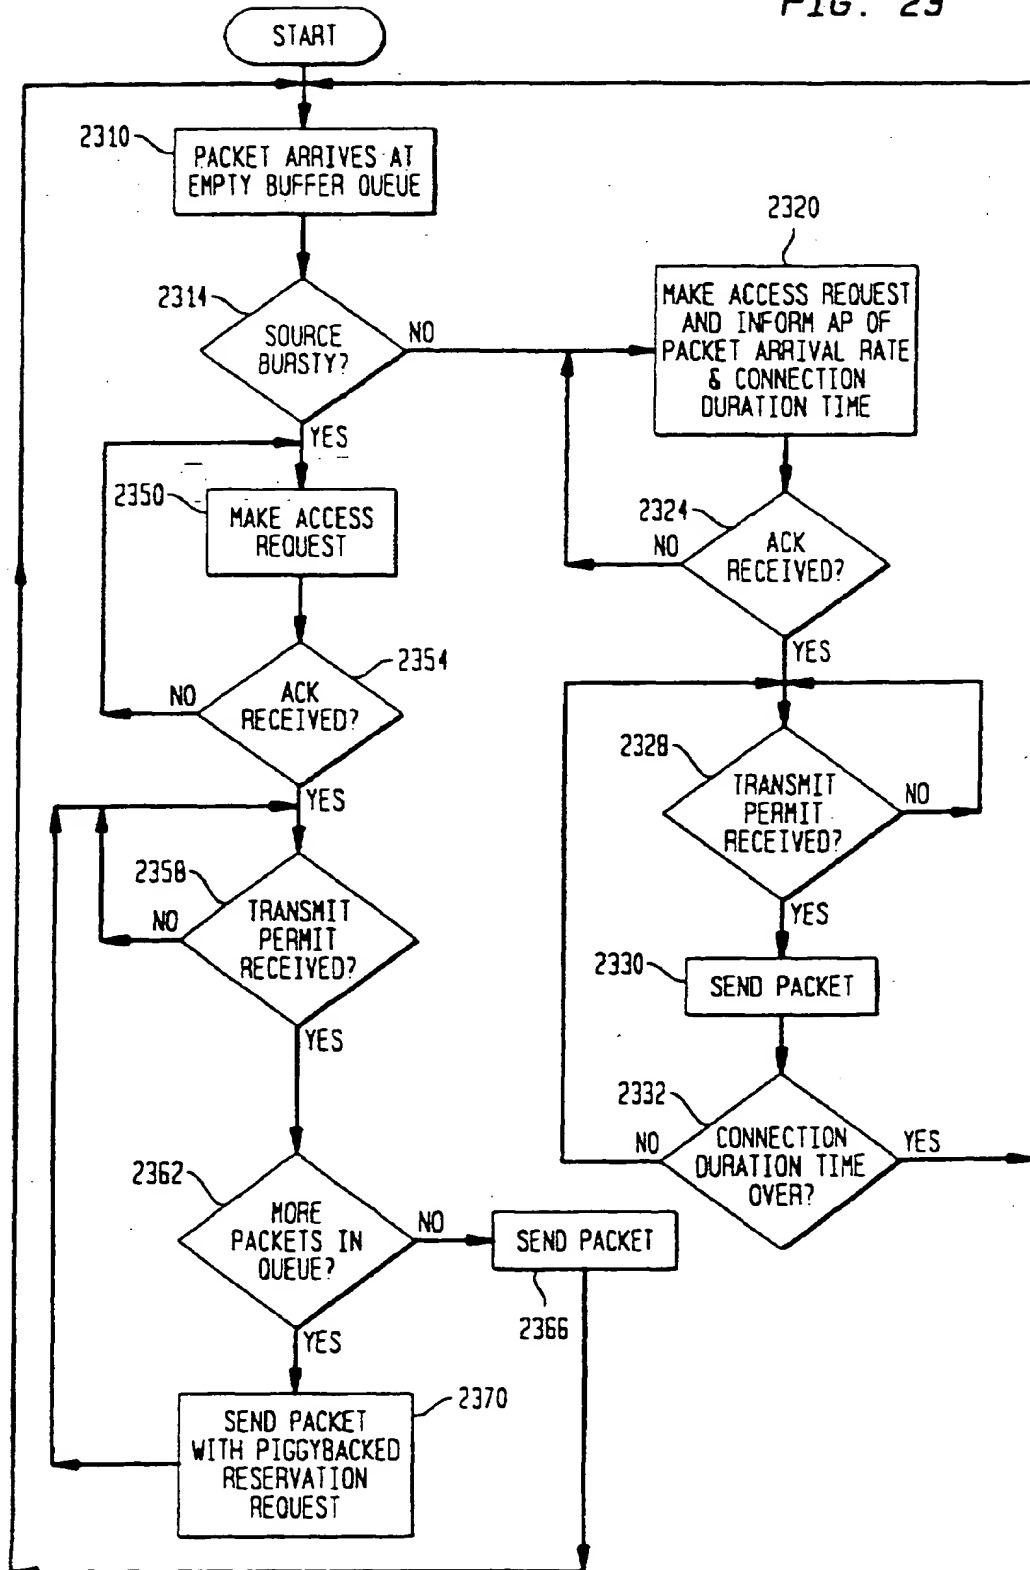 FIG. 23
START
2310
PACKET ARRIVES AT
EMPTY BUFFER QUEUE
2314
SOURCE
BURSTY?
NO
YES
2320
MAKE ACCESS REQUEST
AND INFORM AP OF
PACKET ARRIVAL RATE
& CONNECTION
DURATION TIME
2324
ACK
RECEIVED?
NO
YES
2328
TRANSMIT
PERMIT
RECEIVED?
NO
YES
2330
SEND PACKET
2332
CONNECTION
DURATION TIME
OVER?
NO
YES
2350
MAKE ACCESS
REQUEST
2354
ACK
RECEIVED?
NO
YES
2358
TRANSMIT
PERMIT
RECEIVED?
NO
YES
2362
MORE
PACKETS IN
QUEUE?
NO
YES
SEND PACKET
2366
2370
SEND PACKET
WITH PIGGYBACKED
RESERVATION
REQUEST